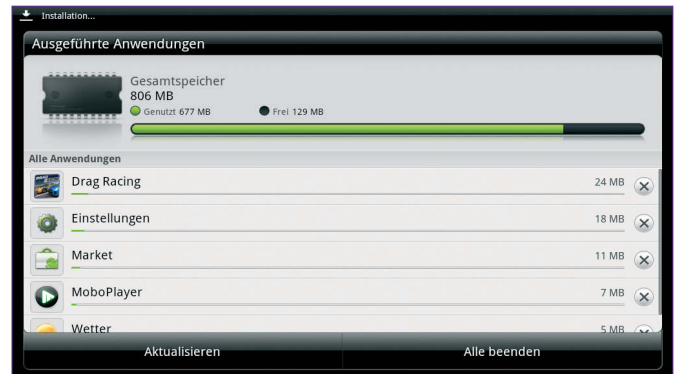 Installation...
Ausgeführte Anwendungen
Gesamtspeicher
806 MB
Genutzt 677 MB Frei 129 MB
Alle Anwendungen
Drag Racing 24 MB
Einstellungen 18 MB
Market 11 MB
MoboPlayer 7 MB
Wetter 5 MB
Aktualisieren Alle beenden